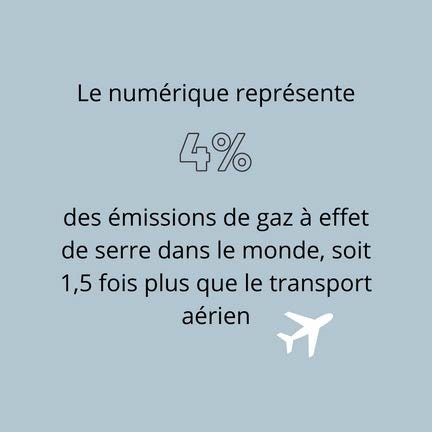 Le numérique représente
4%
des émissions de gaz à effet
de serre dans le monde, soit
1,5 fois plus que le transport
aérien